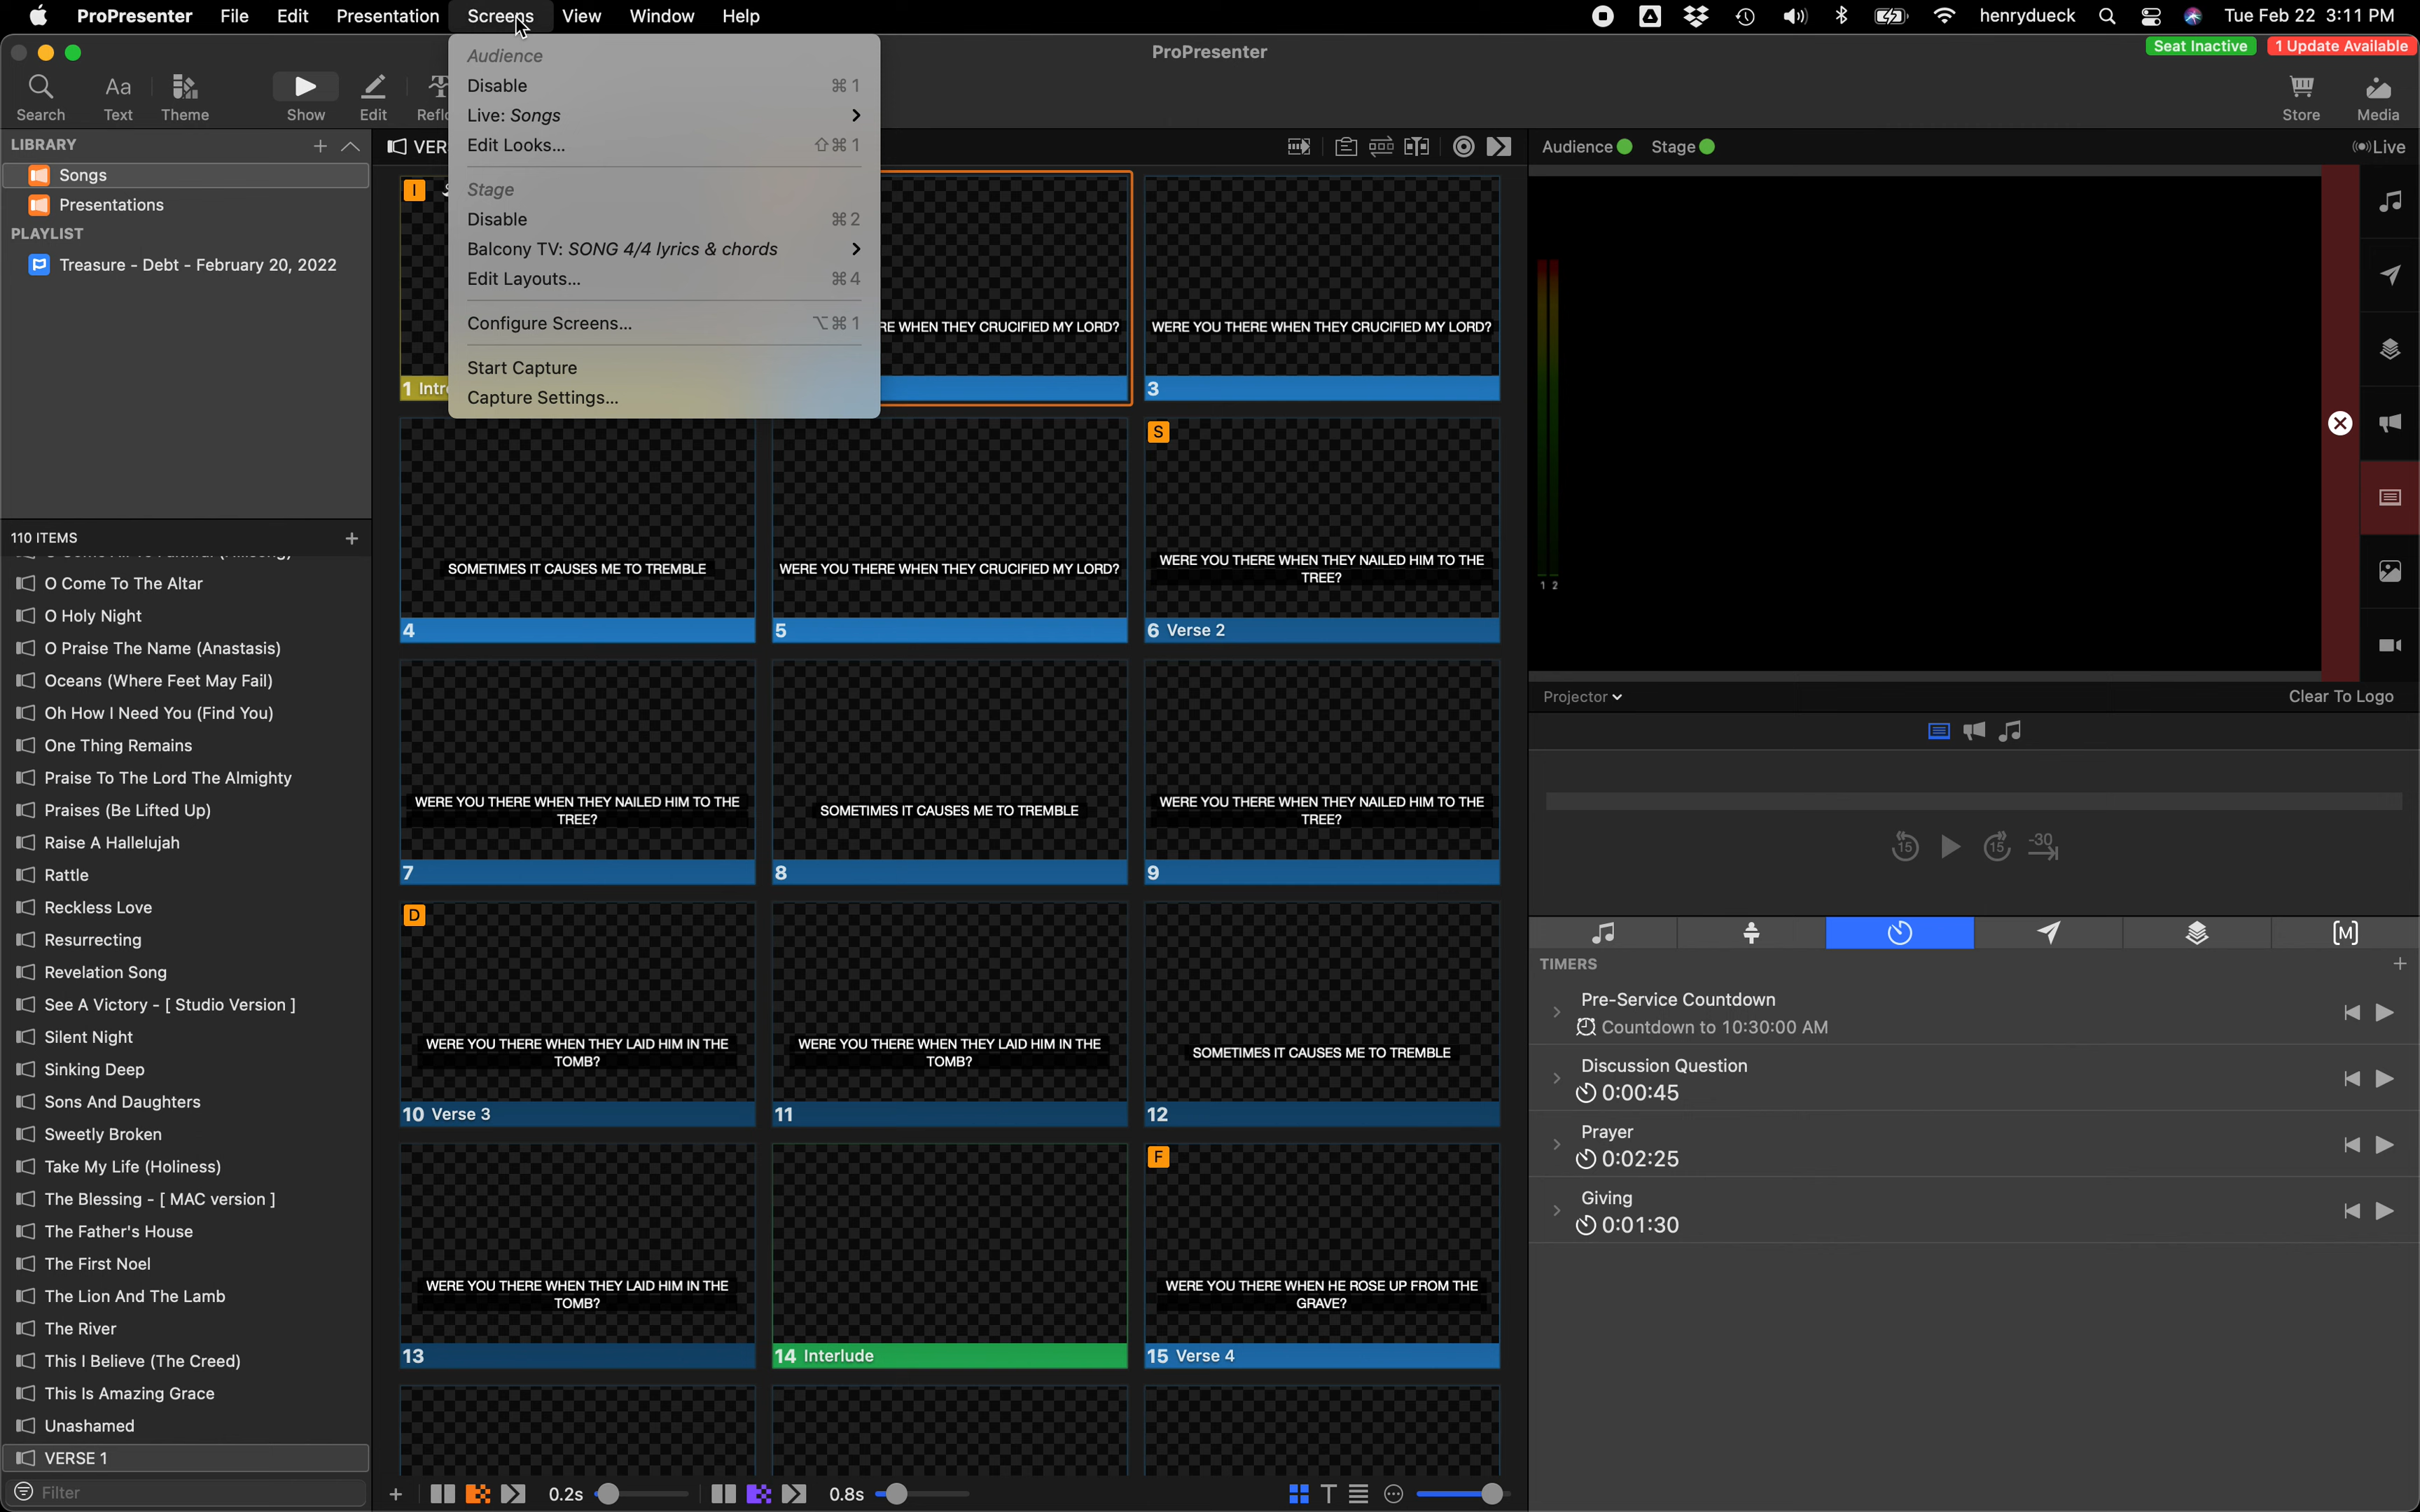 ProPresenter File Edit Presentation Screens View Window Help henrydueck Tue Feb 22 3:11 PM
ProPresenter
Seat Inactive 1 Update Available
Search Text Theme Show Edit Store Media
Audience
Disable ⌘ 1
Live: Songs
Edit Looks... ⇧⌘ 1
Stage
Disable ⌘ 2
Balcony TV: SONG 4/4 lyrics & chords
Edit Layouts... ⌘ 4
Configure Screens... ⌥⌘ 1
Start Capture
Capture Settings...
LIBRARY
Songs
Presentations
PLAYLIST
Treasure - Debt - February 20, 2022
110 ITEMS
O Come To The Altar
O Holy Night
O Praise The Name (Anastasis)
Oceans (Where Feet May Fail)
Oh How I Need You (Find You)
One Thing Remains
Praise To The Lord The Almighty
Praises (Be Lifted Up)
Raise A Hallelujah
Rattle
Reckless Love
Resurrecting
Revelation Song
See A Victory - [ Studio Version ]
Silent Night
Sinking Deep
Sons And Daughters
Sweetly Broken
Take My Life (Holiness)
The Blessing - [ MAC version ]
The Father's House
The First Noel
The Lion And The Lamb
The River
This I Believe (The Creed)
This Is Amazing Grace
Unashamed
VERSE 1
Filter
I
1
WHEN THEY CRUCIFIED MY LORD?
WERE YOU THERE WHEN THEY CRUCIFIED MY LORD?
3
SOMETIMES IT CAUSES ME TO TREMBLE
4
WERE YOU THERE WHEN THEY CRUCIFIED MY LORD?
5
S
WERE YOU THERE WHEN THEY NAILED HIM TO THE
TREE?
6 Verse 2
WERE YOU THERE WHEN THEY NAILED HIM TO THE
TREE?
7
SOMETIMES IT CAUSES ME TO TREMBLE
8
WERE YOU THERE WHEN THEY NAILED HIM TO THE
TREE?
9
D
WERE YOU THERE WHEN THEY LAID HIM IN THE
TOMB?
10 Verse 3
WERE YOU THERE WHEN THEY LAID HIM IN THE
TOMB?
11
SOMETIMES IT CAUSES ME TO TREMBLE
12
WERE YOU THERE WHEN THEY LAID HIM IN THE
TOMB?
13
14 Interlude
F
WERE YOU THERE WHEN HE ROSE UP FROM THE
GRAVE?
15 Verse 4
0.2s 0.8s
Audience Stage Live
1 2
Projector Clear To Logo
15 15 -30
[M]
TIMERS
Pre-Service Countdown
Countdown to 10:30:00 AM
Discussion Question
0:00:45
Prayer
0:02:25
Giving
0:01:30